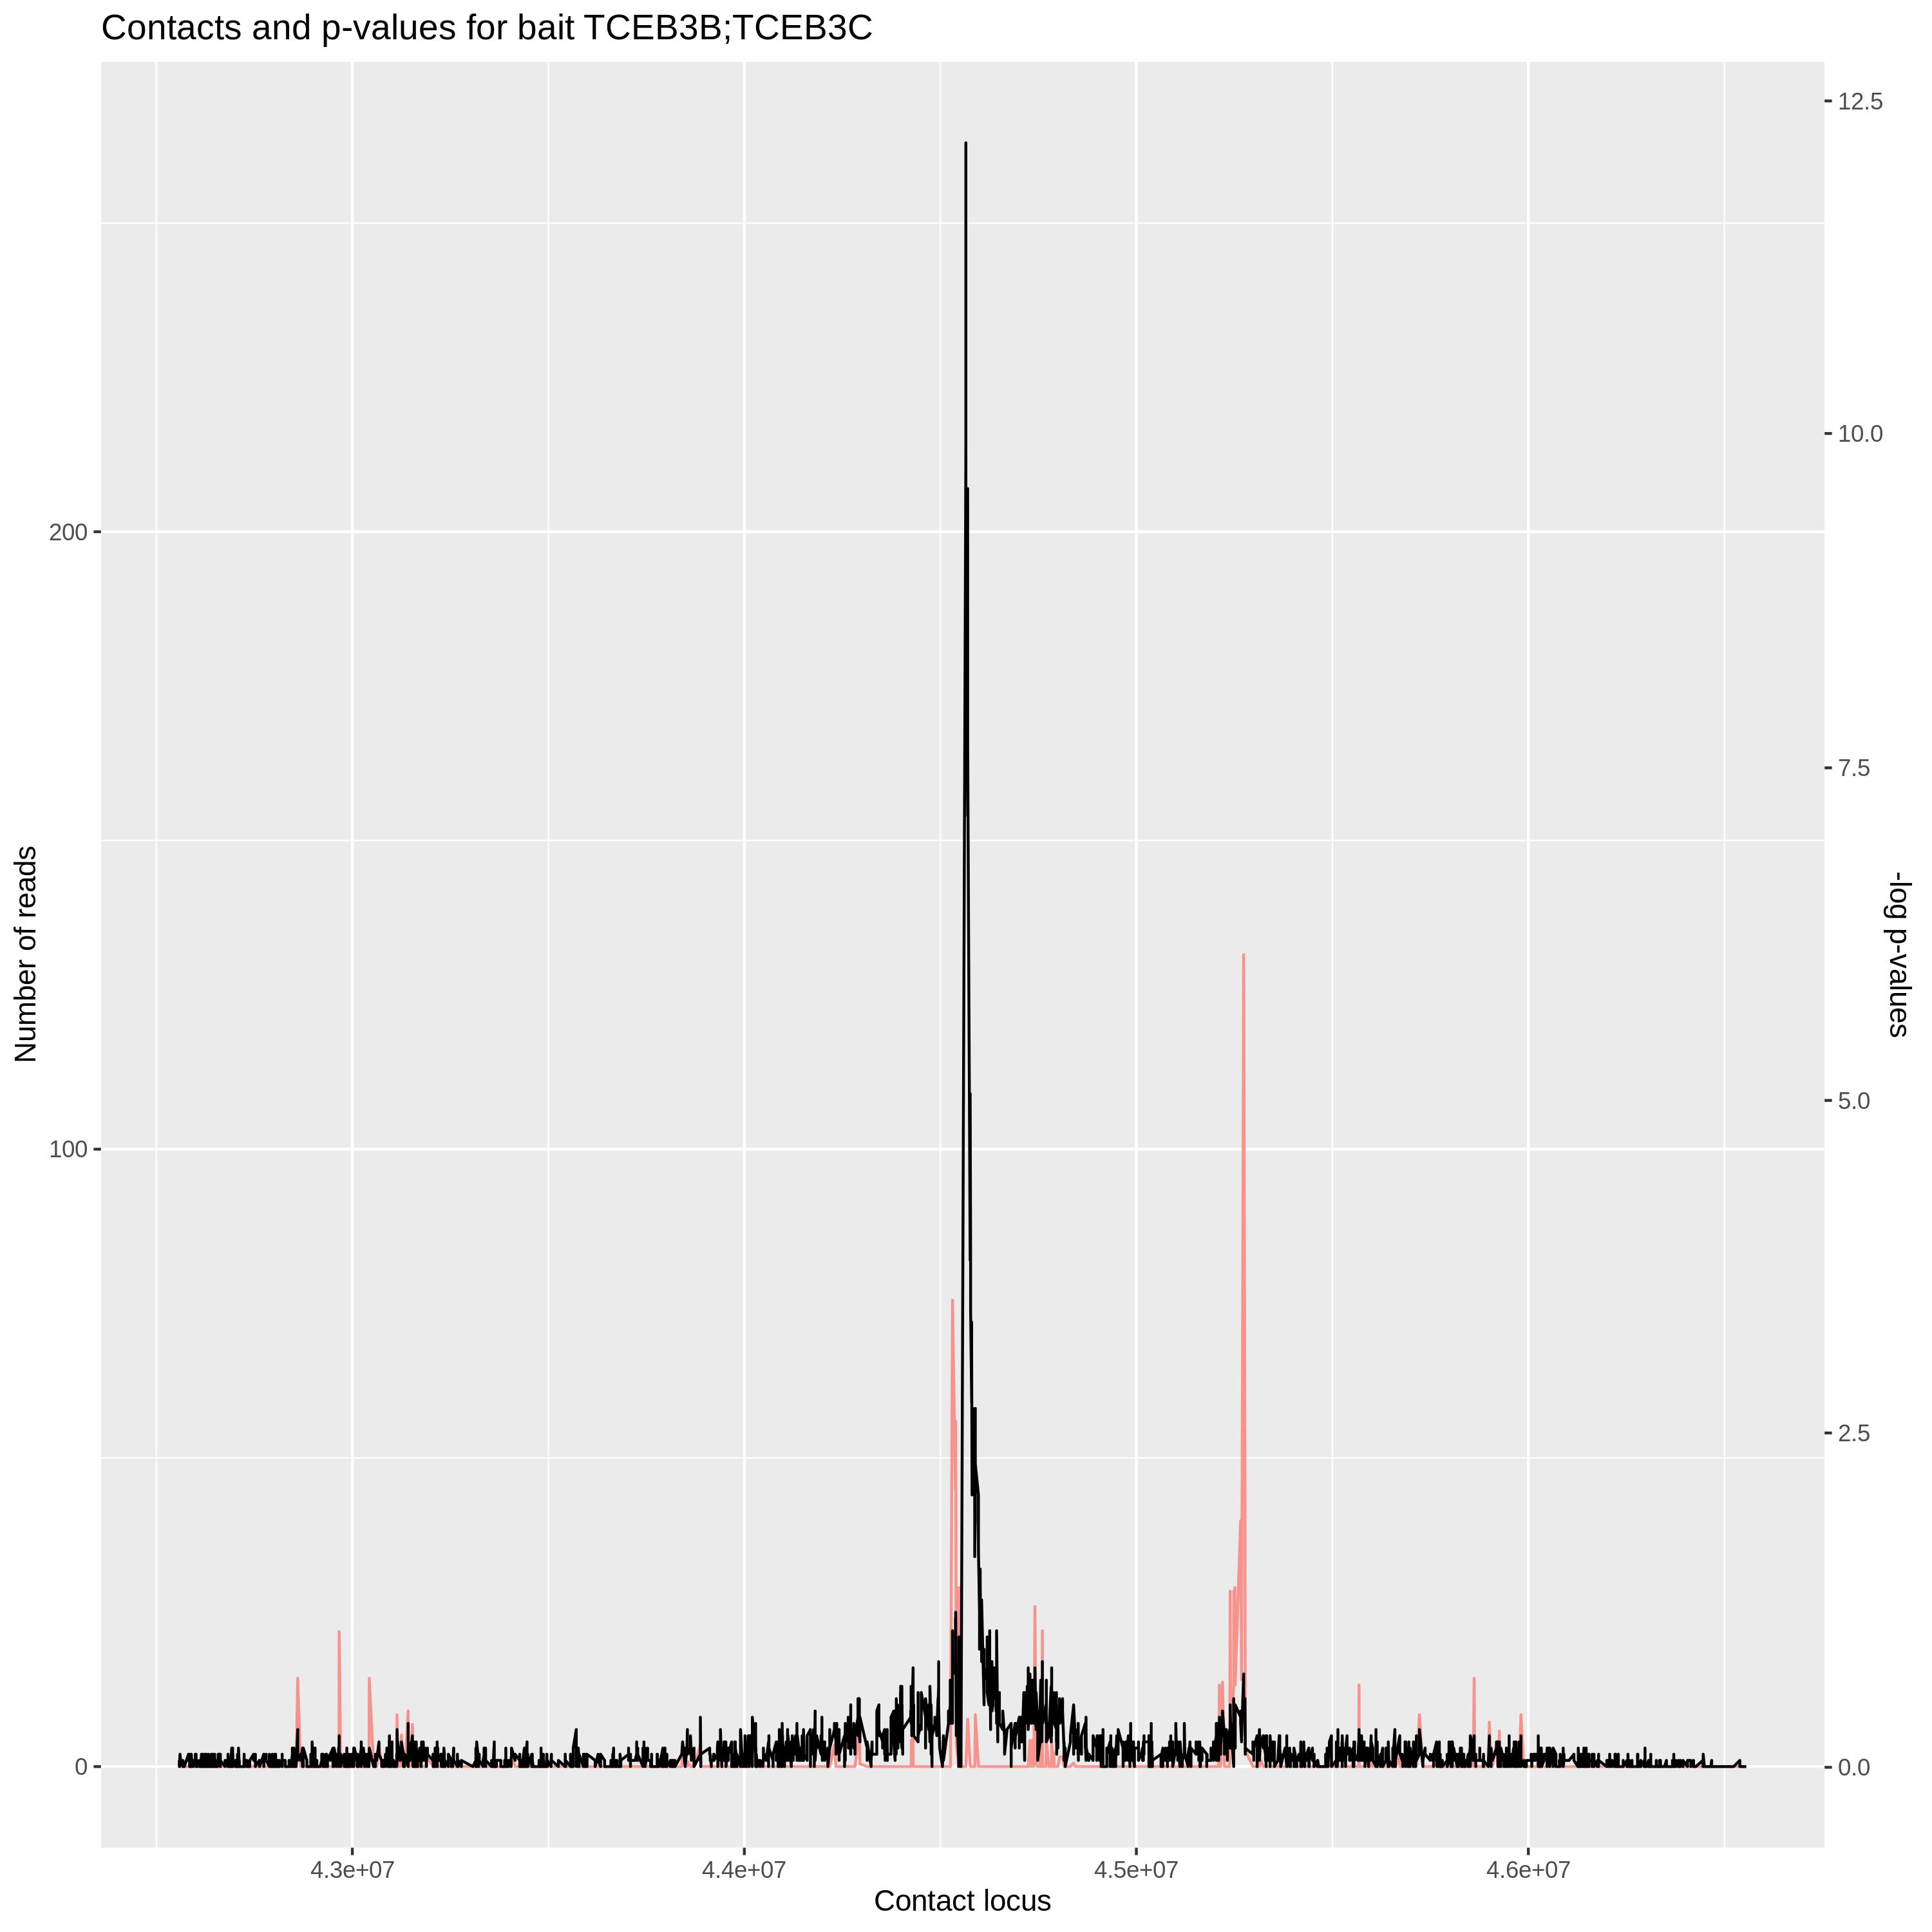 Contacts and p-values for bait TCEB3B;TCEB3C
12.5
10.0
200
7.5
Number of reads
-log p-values
5.0
100
2.5
0
0.0
4.3e+07
4.4e+07
4.5e+07
4.6e+07
Contact locus